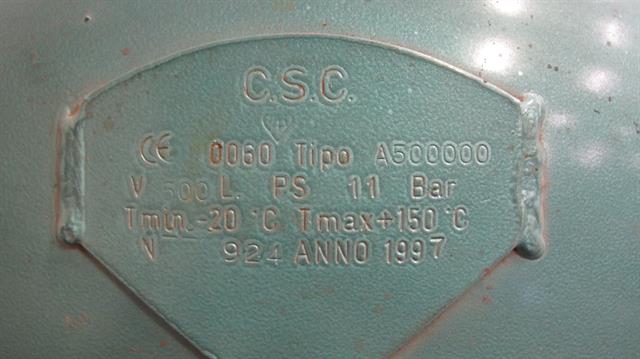 C.S.C.
CE 0060 Tipo A500000
V 500 L. PS 11 Bar
Tmin.-20 °C Tmax+150 °C
N 924 ANNO 1997